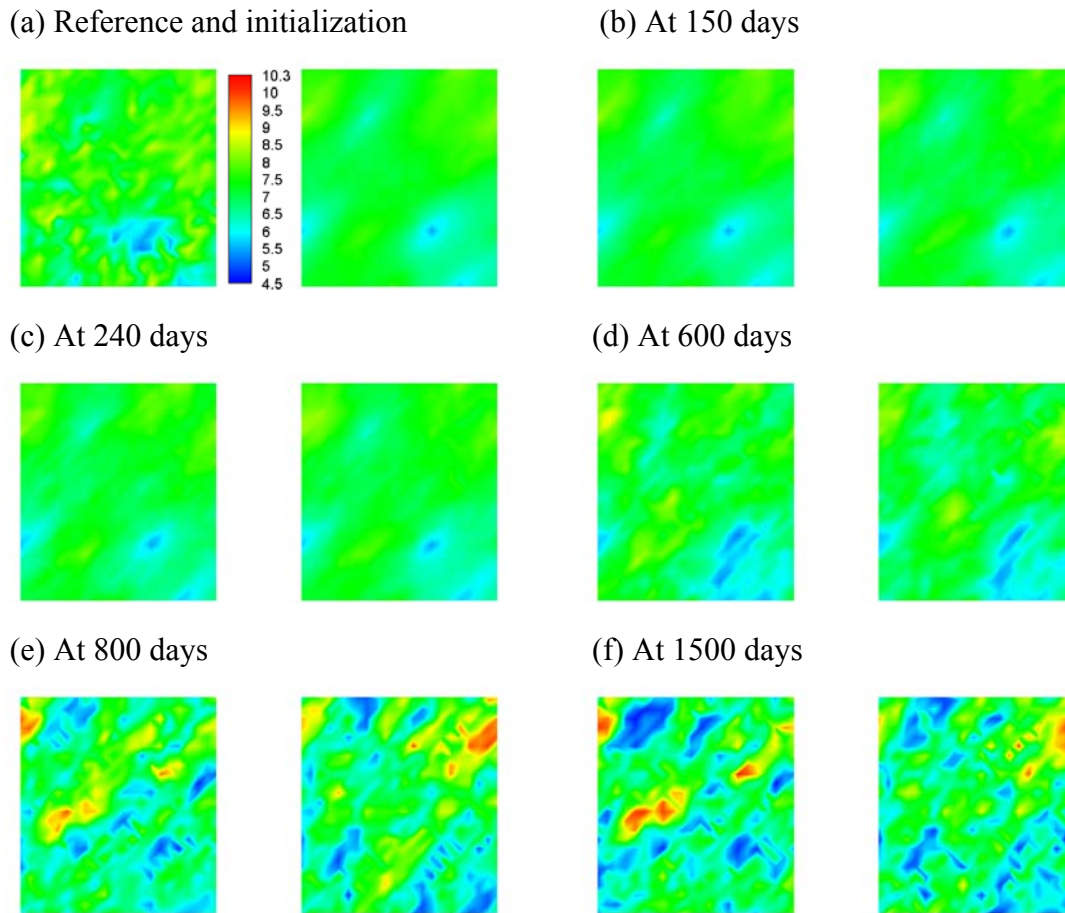 (a) Reference and initialization
(b) At 150 days
10.3
10
9.5
9
8.5
8
7.5
7
6.5
6
5.5
5
4.5
(c) At 240 days
(d) At 600 days
(e) At 800 days
(f) At 1500 days